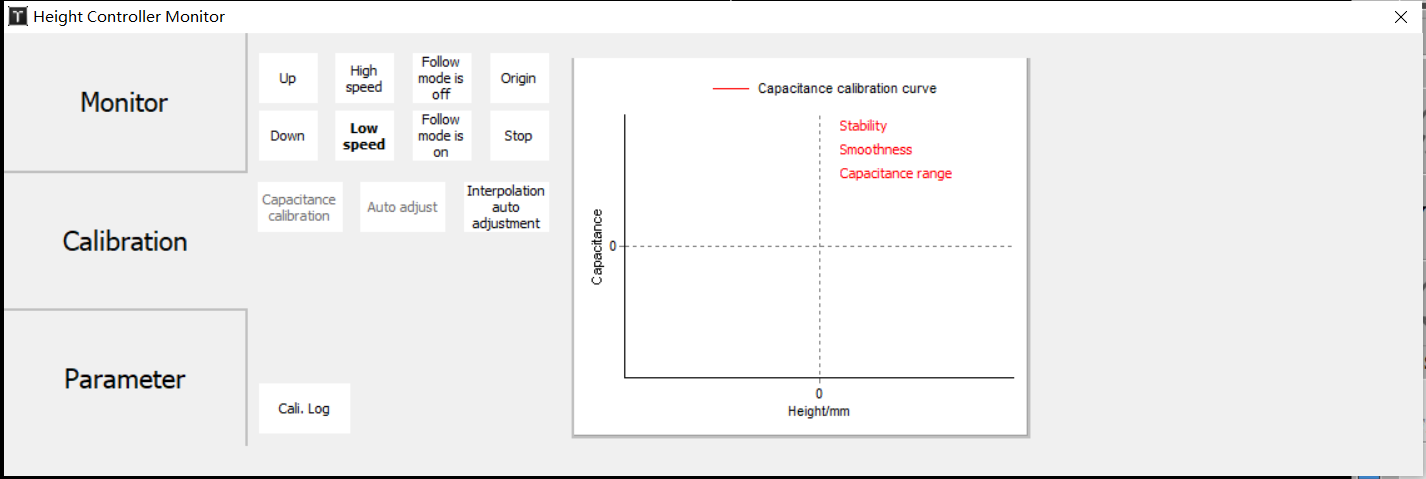 Height Controller Monitor
Monitor
Calibration
Parameter
Up
High
speed
Follow
mode is
off
Origin
Down
Low
speed
Follow
mode is
on
Stop
Capacitance
calibration
Auto adjust
Interpolation
auto
adjustment
Cali. Log
Capacitance calibration curve
Stability
Smoothness
Capacitance range
Capacitance
0
0
Height/mm